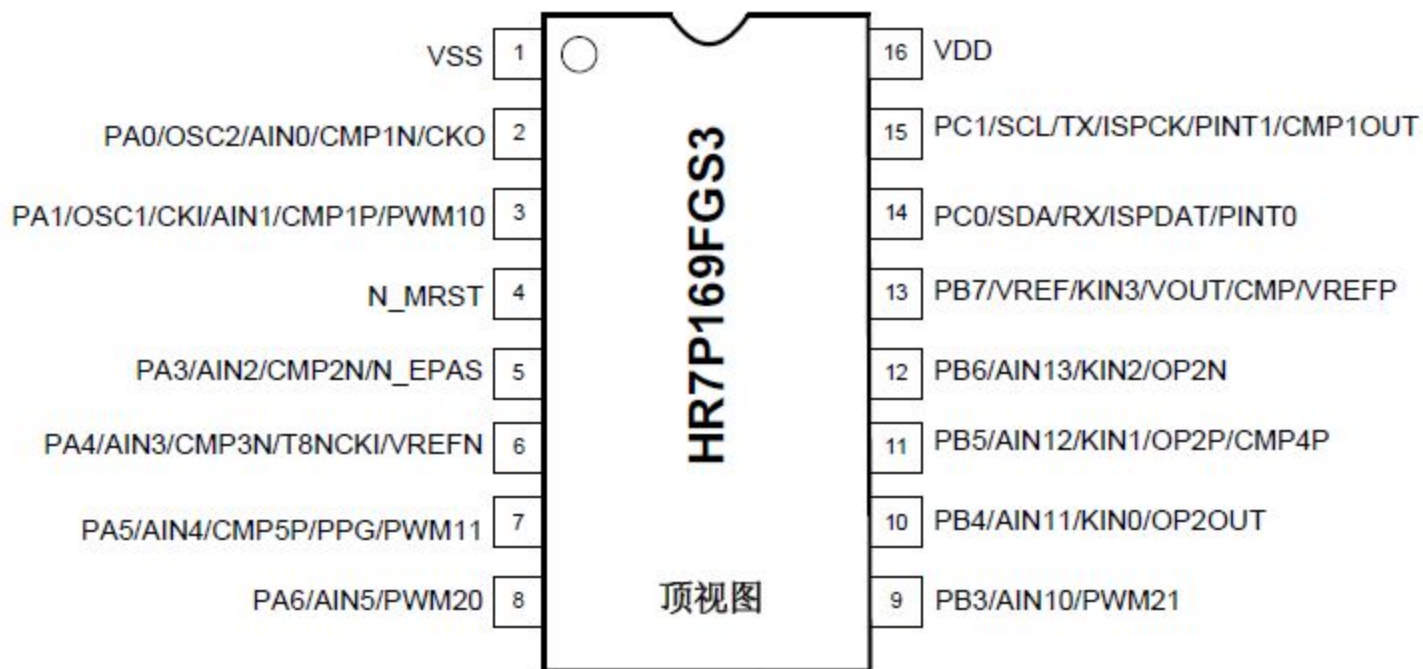 VSS 1
PA0/OSC2/AIN0/CMP1N/CKO 2
PA1/OSC1/CKI/AIN1/CMP1P/PWM10 3
N_MRST 4
PA3/AIN2/CMP2N/N_EPAS 5
PA4/AIN3/CMP3N/T8NCKI/VREFN 6
PA5/AIN4/CMP5P/PPG/PWM11 7
PA6/AIN5/PWM20 8
HR7P169FGS3
顶视图
16 VDD
15 PC1/SCL/TX/ISPCK/PINT1/CMP1OUT
14 PC0/SDA/RX/ISPDAT/PINT0
13 PB7/VREF/KIN3/VOUT/CMP/VREFP
12 PB6/AIN13/KIN2/OP2N
11 PB5/AIN12/KIN1/OP2P/CMP4P
10 PB4/AIN11/KIN0/OP2OUT
9 PB3/AIN10/PWM21